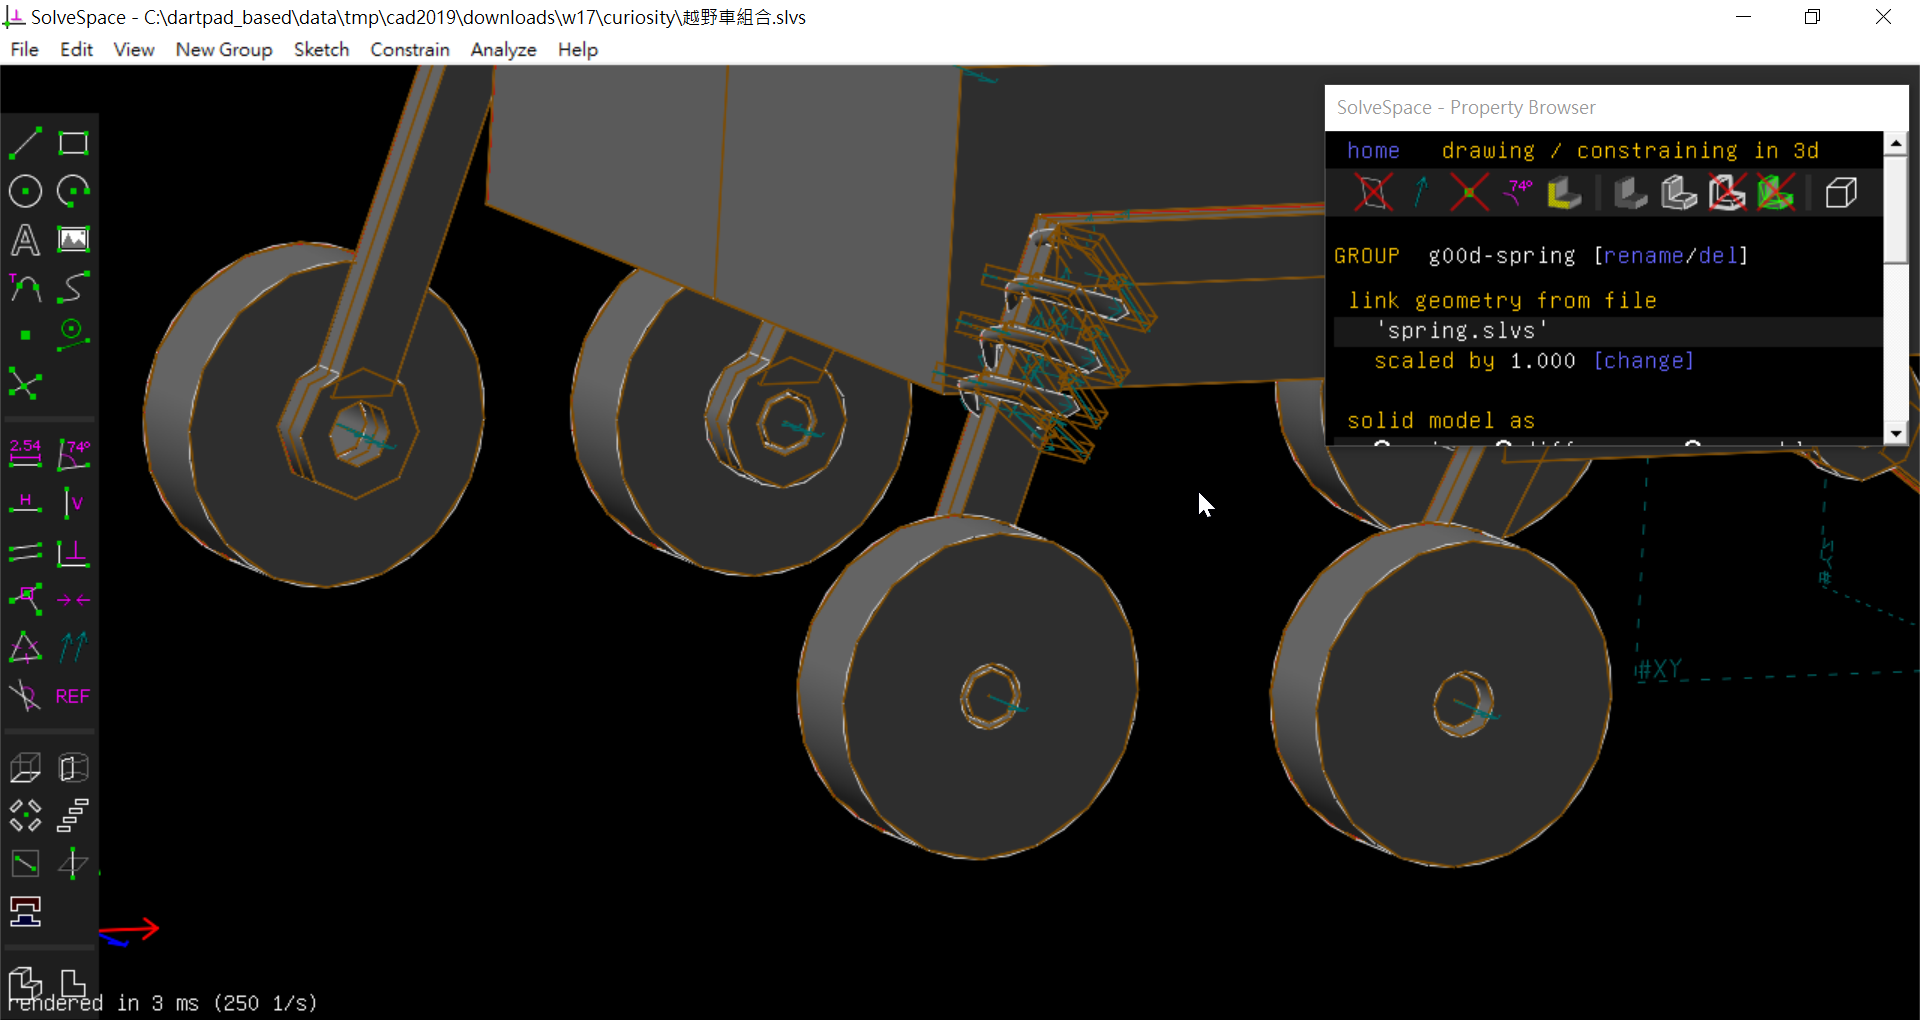 SolveSpace - C:\dartpad_based\data\tmp\cad2019\downloads\w17\curiosity\越野車組合.slvs
File Edit View New Group Sketch Constrain Analyze Help
SolveSpace - Property Browser
home drawing / constraining in 3d
74°
GROUP g00d-spring [rename/del]
link geometry from file
'spring.slvs'
scaled by 1.000 [change]
solid model as
A
T
2.54 74°
H V
REF
#XY
rendered in 3 ms (250 1/s)